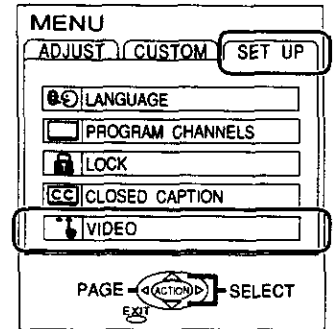 MENU
ADJUST CUSTOM SET UP
LANGUAGE
PROGRAM CHANNELS
LOCK
CC CLOSED CAPTION
VIDEO
PAGE ACTION SELECT
EXIT